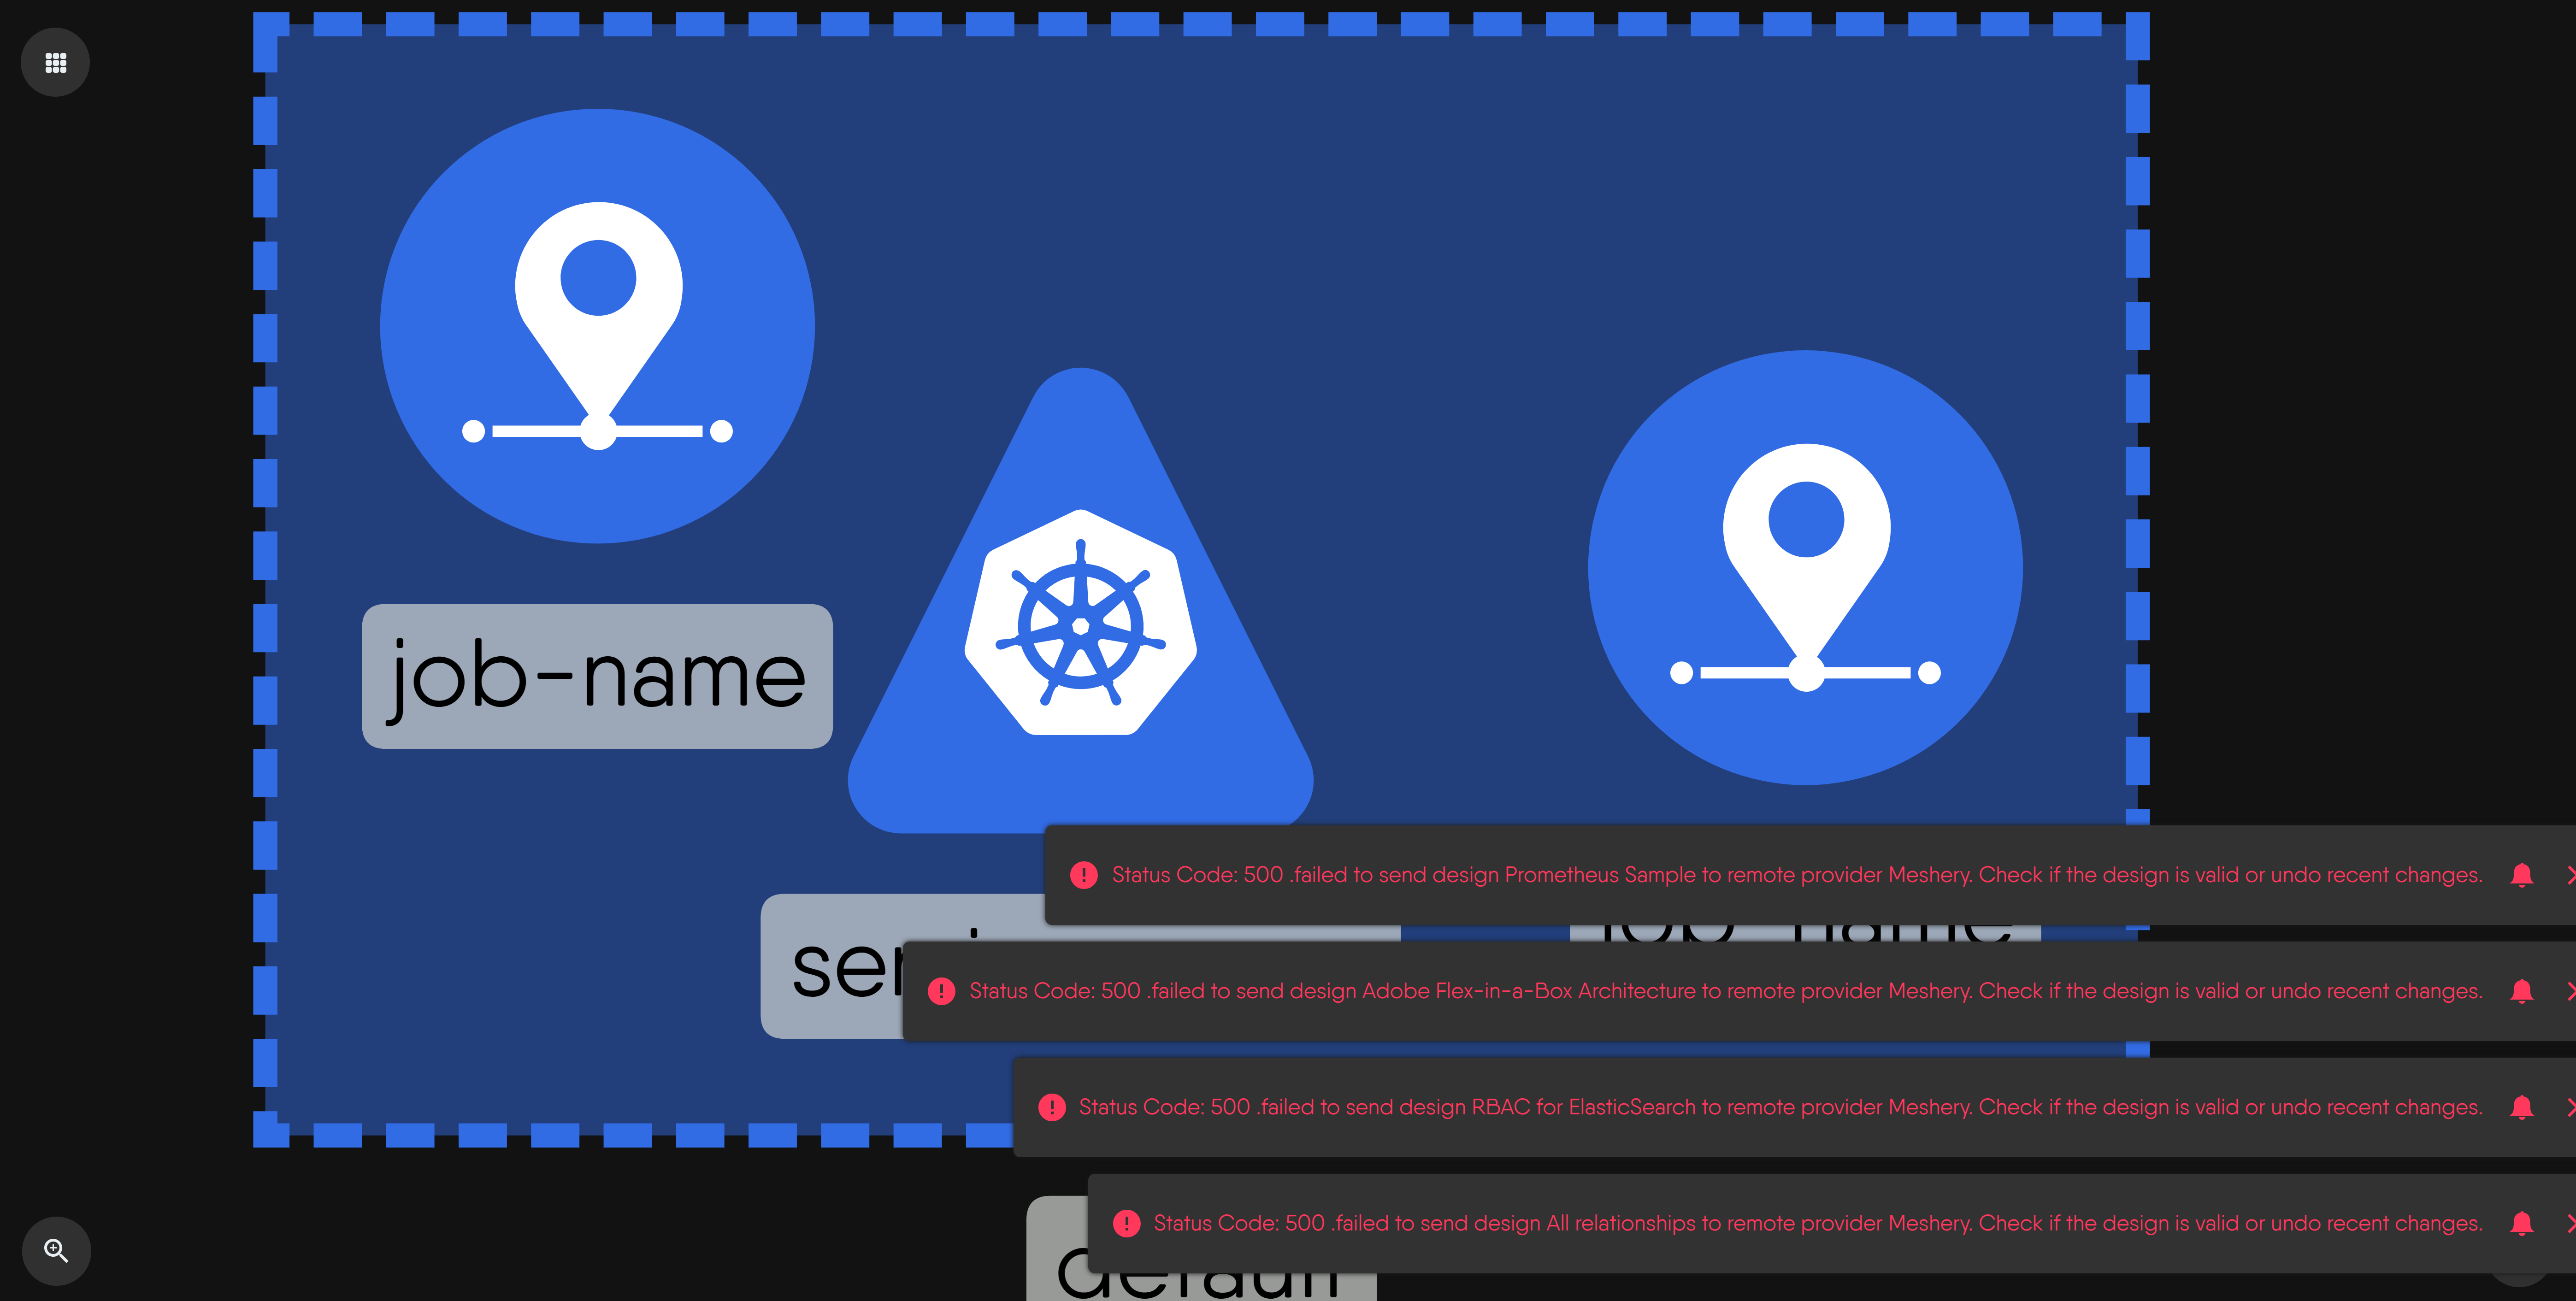 job-name
Status Code: 500 .failed to send design Prometheus Sample to remote provider Meshery. Check if the design is valid or undo recent changes.
job-name
Status Code: 500 .failed to send design Adobe Flex-in-a-Box Architecture to remote provider Meshery. Check if the design is valid or undo recent changes.
Status Code: 500 .failed to send design RBAC for ElasticSearch to remote provider Meshery. Check if the design is valid or undo recent changes.
Status Code: 500 .failed to send design All relationships to remote provider Meshery. Check if the design is valid or undo recent changes.
default